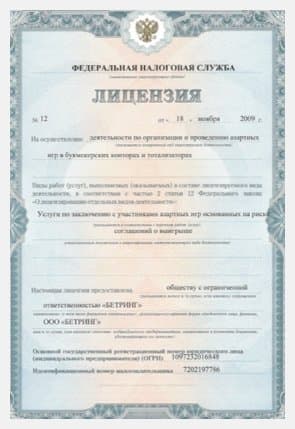 ФЕДЕРАЛЬНАЯ НАЛОГОВАЯ СЛУЖБА
ЛИЦЕНЗИЯ
№ 12 от « 18 » ноября 2009 г.
На осуществление деятельности по организации и проведению азартных
игр в букмекерских конторах и тотализаторах
Виды работ (услуг), выполняемых (оказываемых) в составе лицензируемого вида
деятельности, в соответствии с частью 2 статьи 12 Федерального закона
«О лицензировании отдельных видов деятельности»
Услуги по заключению с участниками азартных игр основанных на риске
соглашений о выигрыше
Настоящая лицензия предоставлена обществу с ограниченной
ответственностью «БЕТРИНГ»
ООО «БЕТРИНГ»
Основной государственный регистрационный номер юридического лица
(индивидуального предпринимателя) (ОГРН) 1097232016848
Идентификационный номер налогоплательщика 7202197766